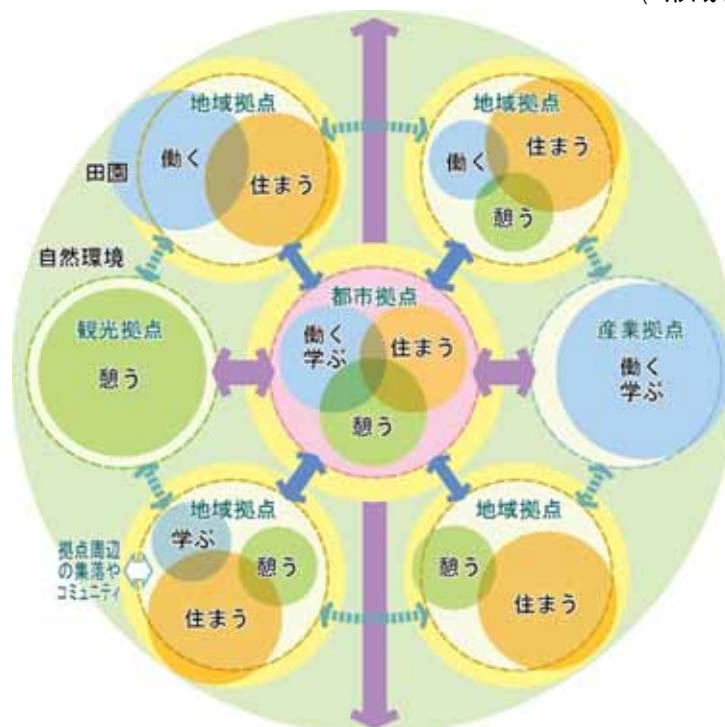 地域拠点
働く
住まう
田園
地域拠点
働く
住まう
憩う
自然環境
都市拠点
働く
学ぶ
住まう
憩う
観光拠点
憩う
産業拠点
働く
学ぶ
地域拠点
学ぶ
憩う
住まう
拠点周辺
の集落や
コミュニティ
地域拠点
憩う
住まう